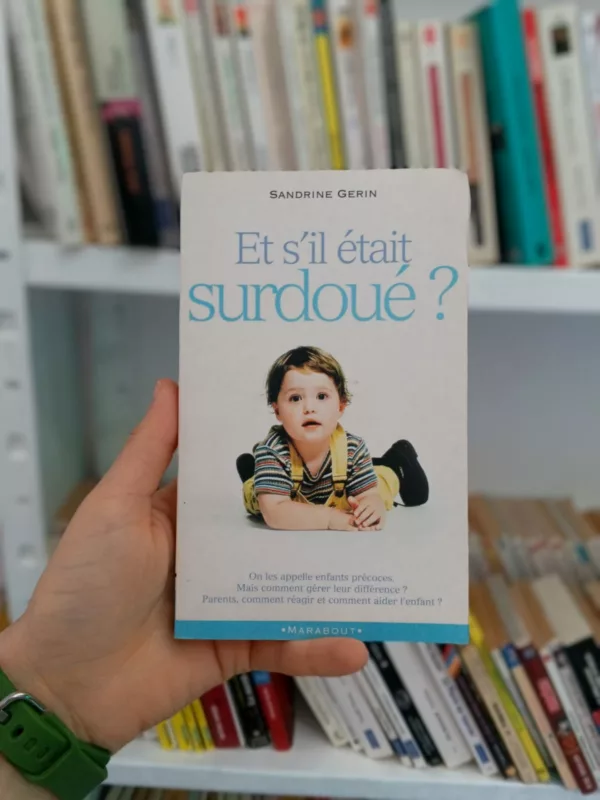 SANDRINE GERIN
Et s'il était
surdoué ?
On les appelle enfants précoces.
Mais comment gérer leur différence ?
Parents, comment réagir et comment aider l'enfant ?
•MARABOUT•